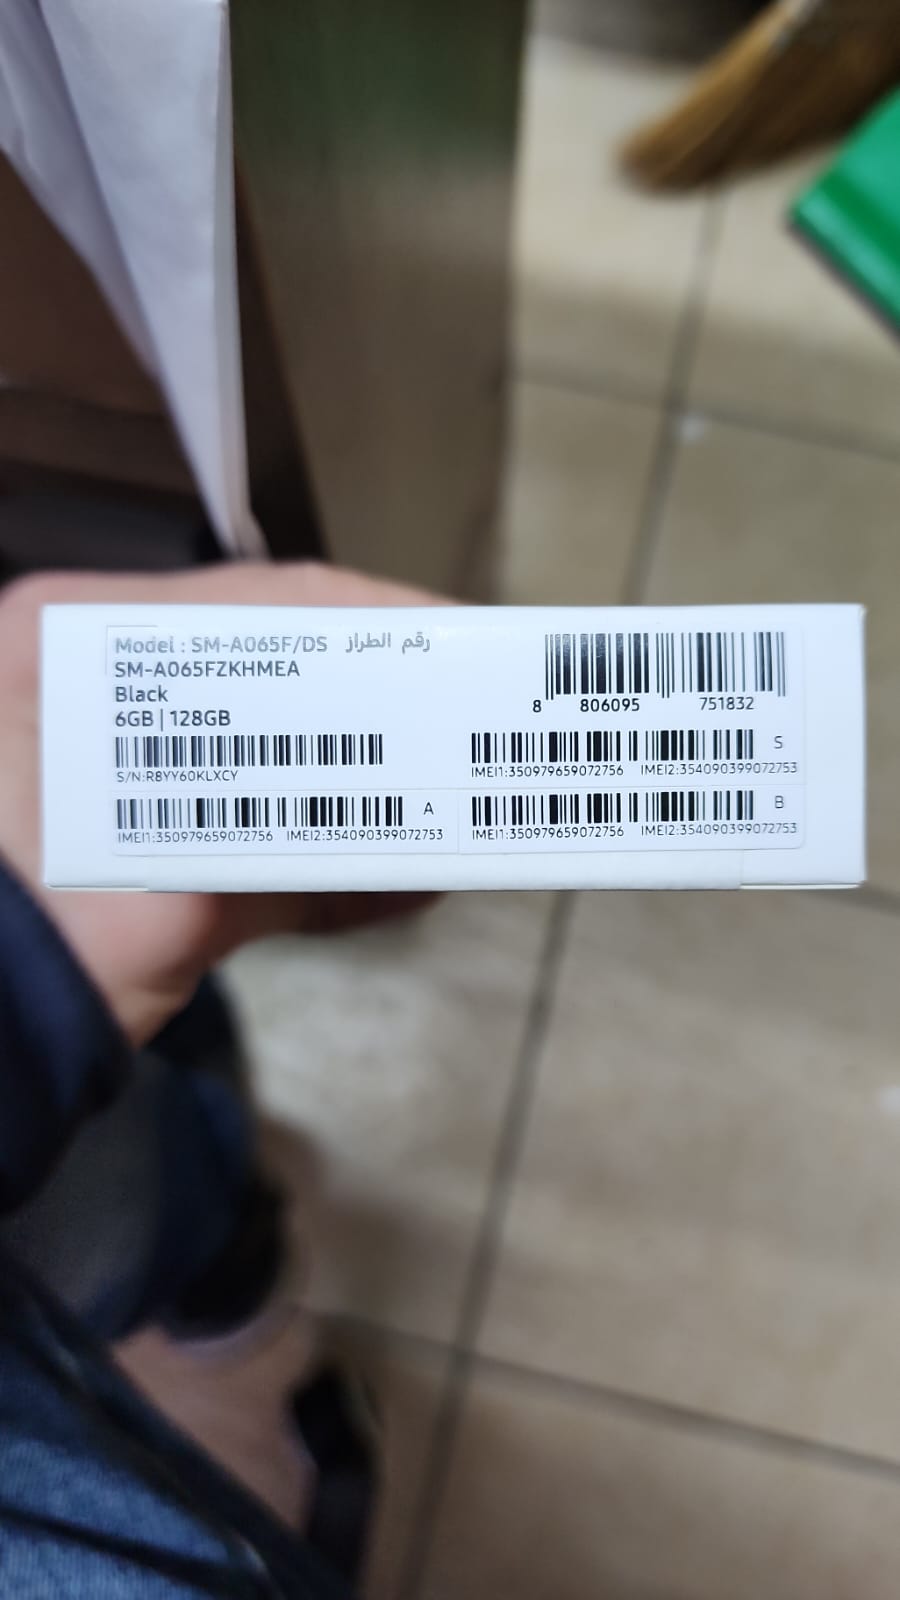 Model : SM-A065F/DS رقم الطراز
SM-A065FZKHMEA
Black
6GB | 128GB
S/N:R8YY60KLXCY
8 806095 751832
S
IMEI1:350979659072756 IMEI2:354090399072753
A
IMEI1:350979659072756 IMEI2:354090399072753
B
IMEI1:350979659072756 IMEI2:354090399072753